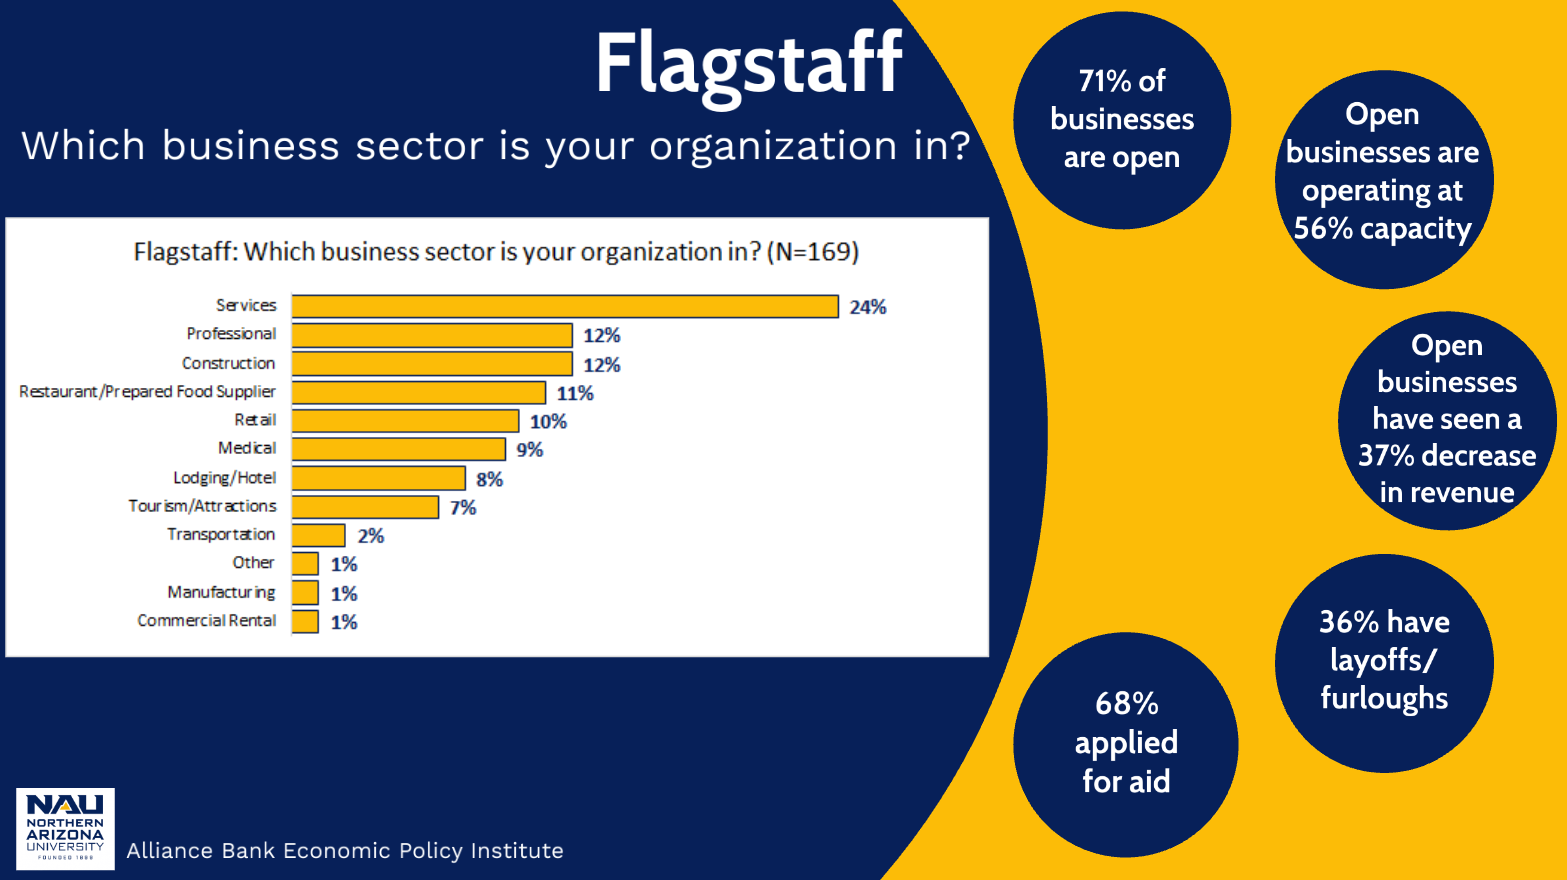 Flagstaff
Which business sector is your organization in?
Flagstaff: Which business sector is your organization in? (N=169)
Services 24%
Professional 12%
Construction 12%
Restaurant/Prepared Food Supplier 11%
Retail 10%
Medical 9%
Lodging/Hotel 8%
Tourism/Attractions 7%
Transportation 2%
Other 1%
Manufacturing 1%
Commercial Rental 1%
71% of
businesses
are open
Open
businesses are
operating at
56% capacity
Open
businesses
have seen a
37% decrease
in revenue
36% have
layoffs/
furloughs
68%
applied
for aid
NAU
NORTHERN
ARIZONA
UNIVERSITY
FOUNDED 1899
Alliance Bank Economic Policy Institute